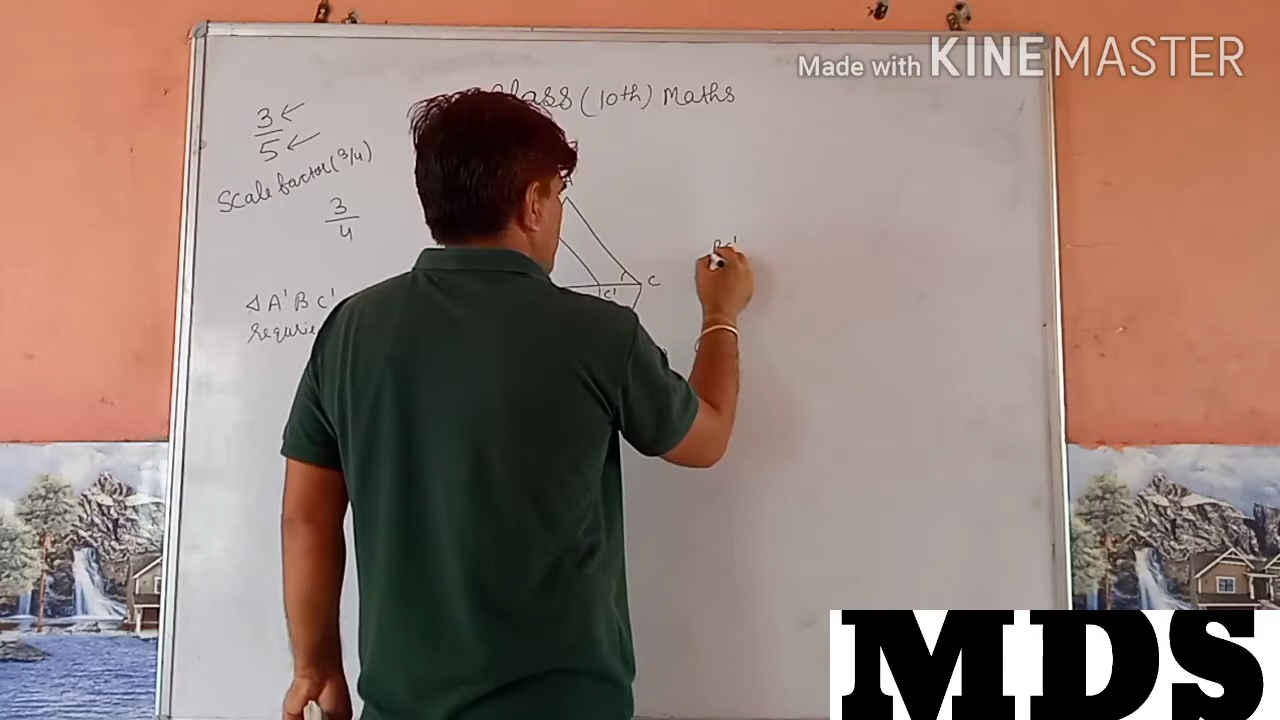 Made with KINEMASTER
Class (10th) Maths
3
5
Scale factor (3/4)
3
4
A
BC'
⊲ A' B C'
C
C'
MDS